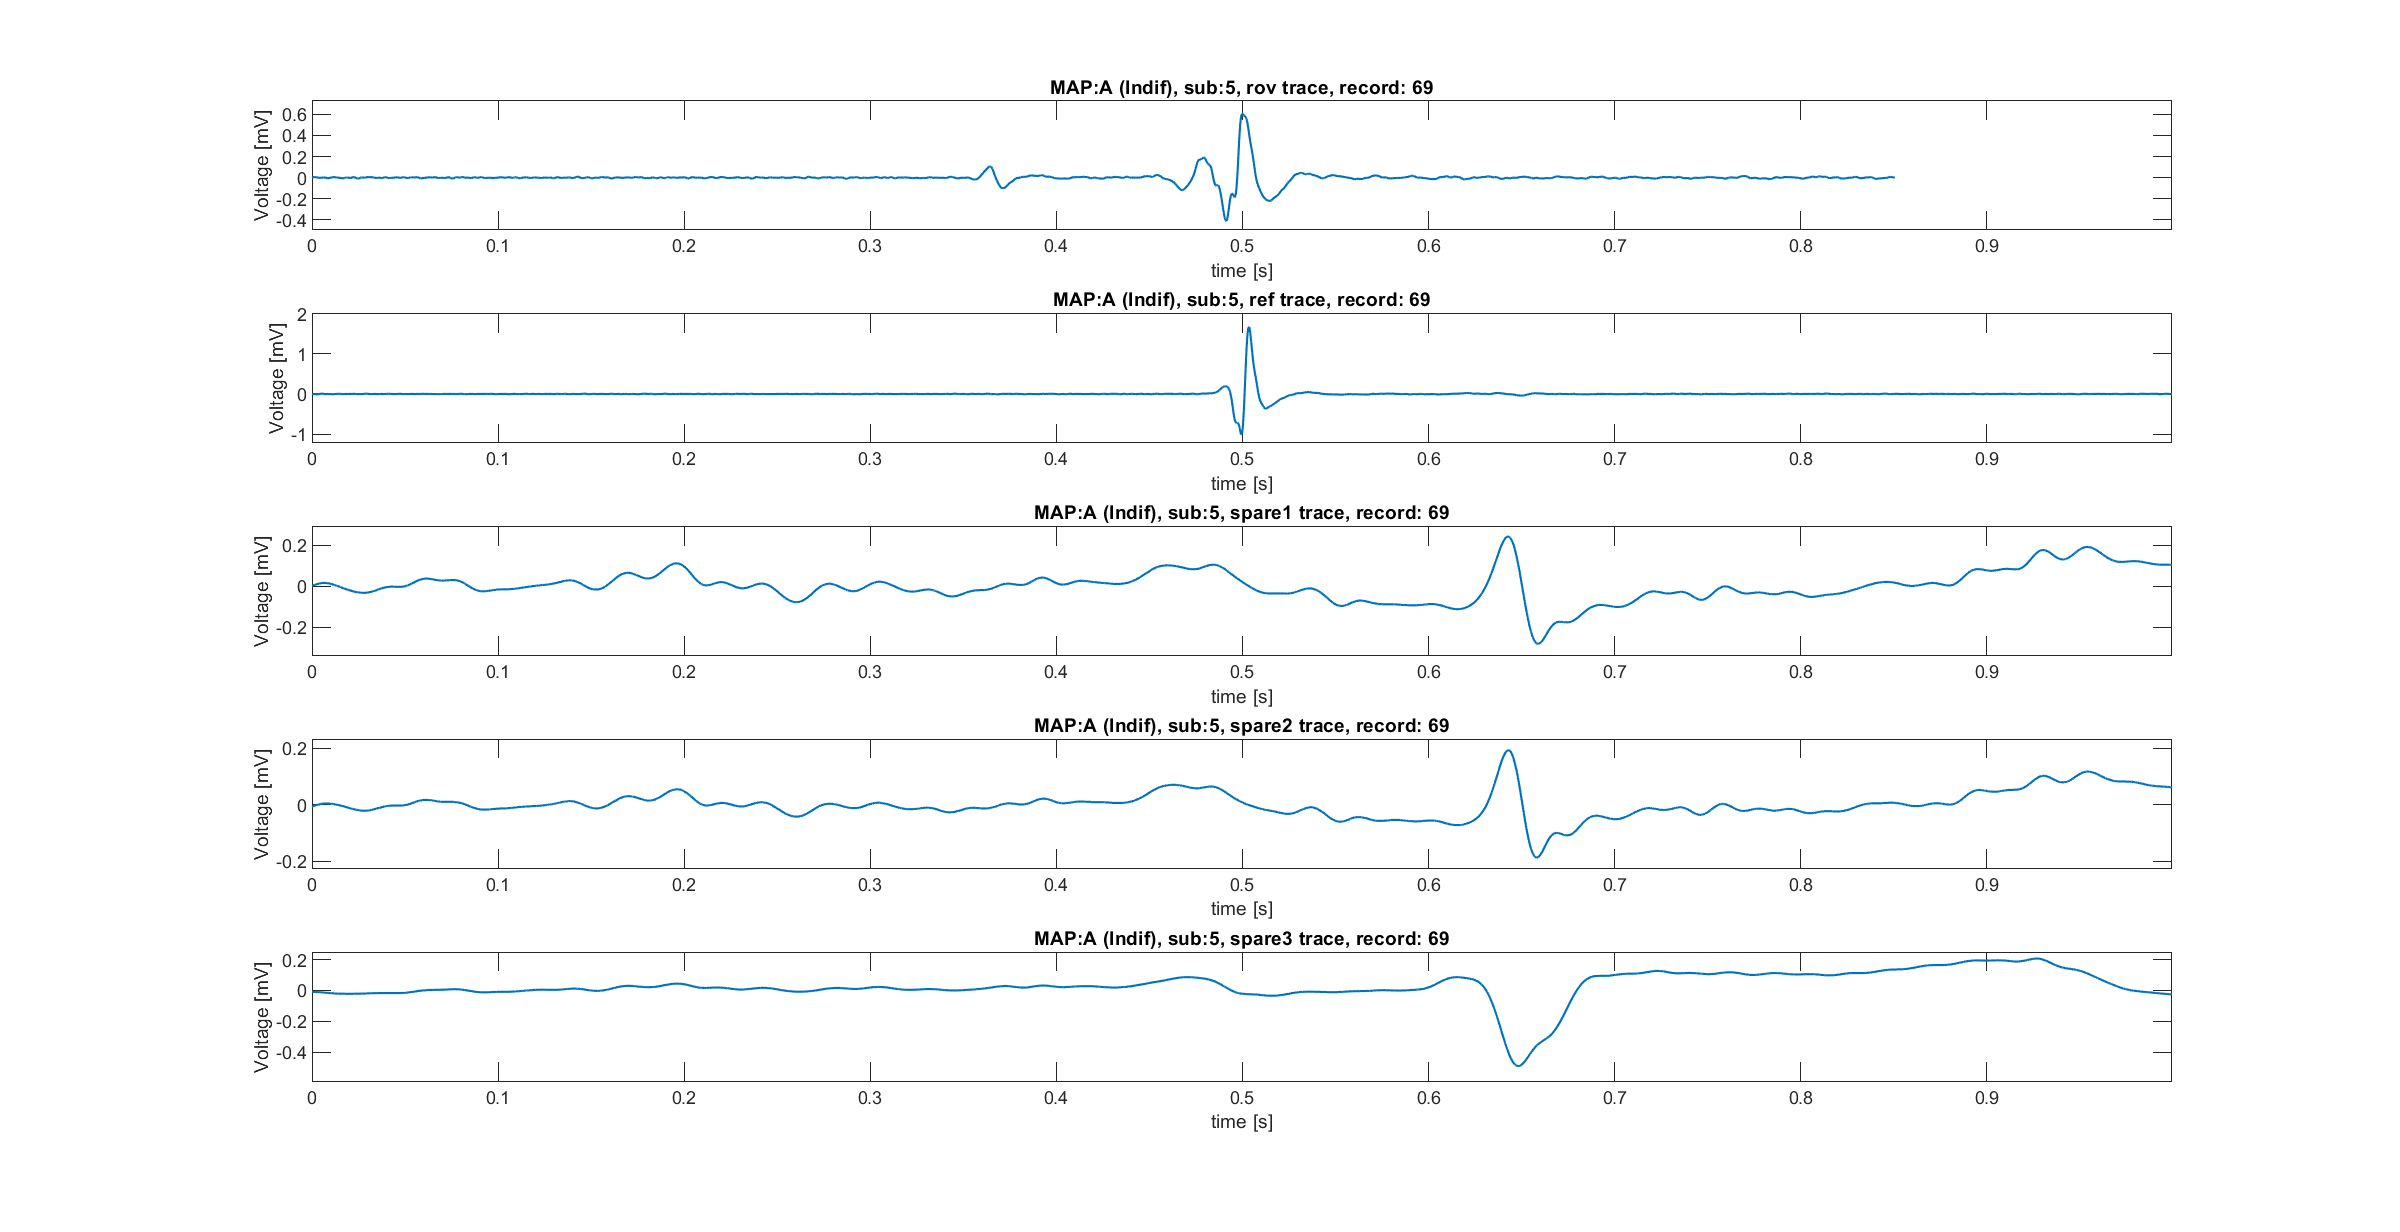 MAP:A (Indif), sub:5, rov trace, record: 69
Voltage [mV]
0.6
0.4
0.2
0
-0.2
-0.4
0 0.1 0.2 0.3 0.4 0.5 0.6 0.7 0.8 0.9
time [s]
MAP:A (Indif), sub:5, ref trace, record: 69
Voltage [mV]
2
1
0
-1
0 0.1 0.2 0.3 0.4 0.5 0.6 0.7 0.8 0.9
time [s]
MAP:A (Indif), sub:5, spare1 trace, record: 69
Voltage [mV]
0.2
0
-0.2
0 0.1 0.2 0.3 0.4 0.5 0.6 0.7 0.8 0.9
time [s]
MAP:A (Indif), sub:5, spare2 trace, record: 69
Voltage [mV]
0.2
0
-0.2
0 0.1 0.2 0.3 0.4 0.5 0.6 0.7 0.8 0.9
time [s]
MAP:A (Indif), sub:5, spare3 trace, record: 69
Voltage [mV]
0.2
0
-0.2
-0.4
0 0.1 0.2 0.3 0.4 0.5 0.6 0.7 0.8 0.9
time [s]